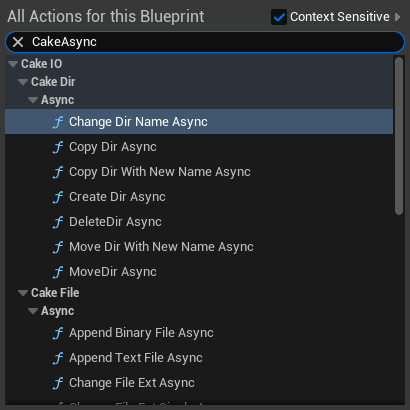 All Actions for this Blueprint Context Sensitive
CakeAsync
Cake IO
Cake Dir
Async
Change Dir Name Async
Copy Dir Async
Copy Dir With New Name Async
Create Dir Async
DeleteDir Async
Move Dir With New Name Async
MoveDir Async
Cake File
Async
Append Binary File Async
Append Text File Async
Change File Ext Async